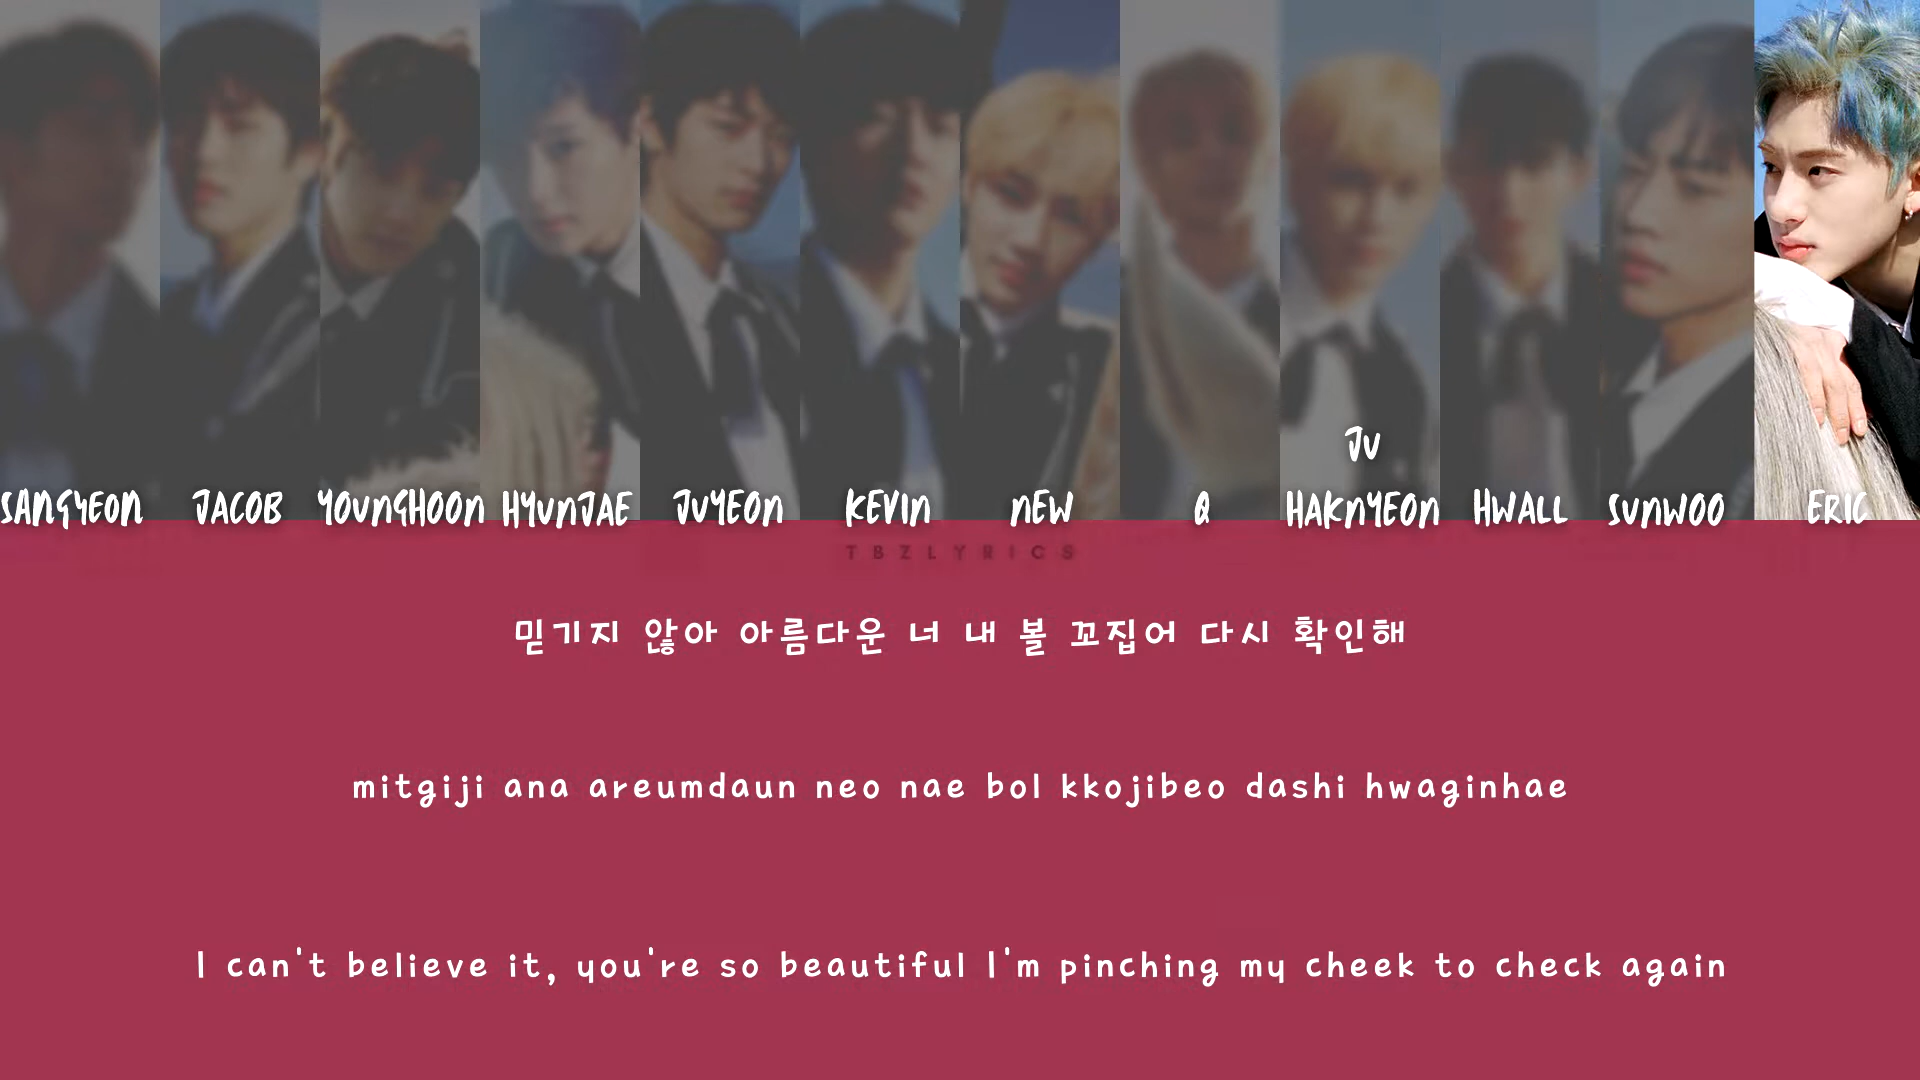 JU
SANGYEON JACOB YOUNGHOON HYUNJAE JUYEON KEVIN NEW Q HAKNYEON HWALL SUNWOO ERIC
TBZLYRICS
믿기지 않아 아름다운 너 내 볼 꼬집어 다시 확인해
mitgiji ana areumdaun neo nae bol kkojibeo dashi hwaginhae
I can't believe it, you're so beautiful I'm pinching my cheek to check again